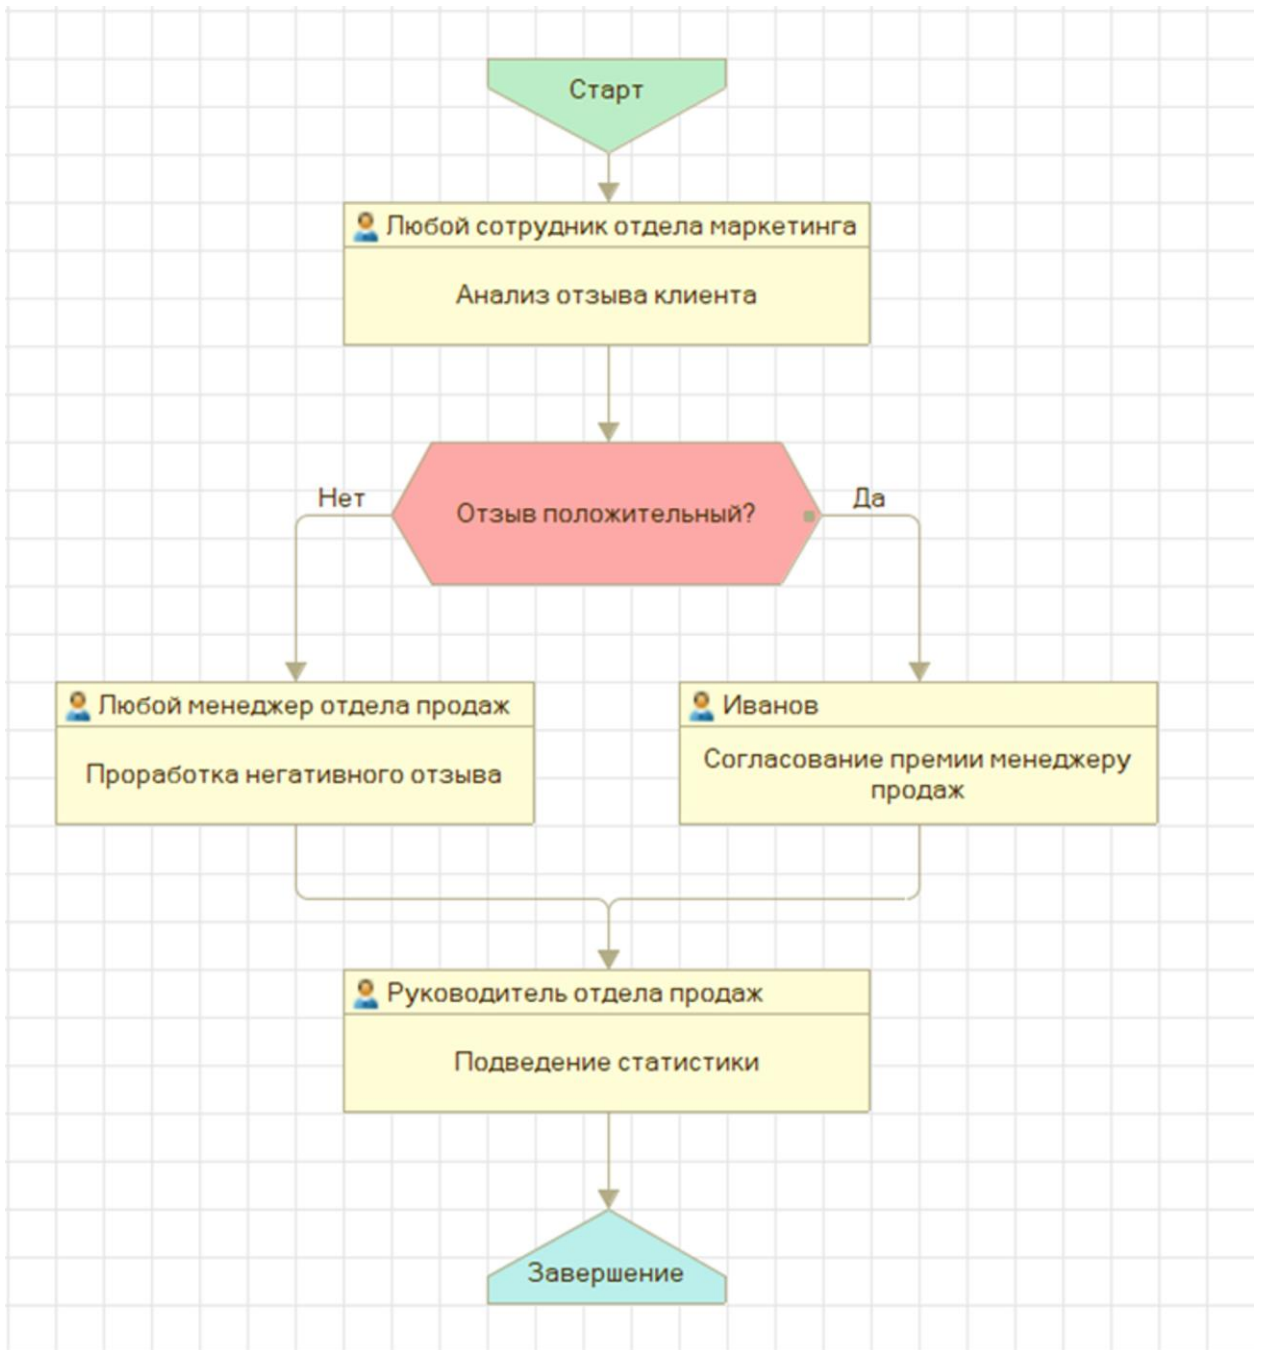 Старт
Любой сотрудник отдела маркетинга
Анализ отзыва клиента
Нет
Отзыв положительный?
Да
Любой менеджер отдела продаж
Проработка негативного отзыва
Иванов
Согласование премии менеджеру
продаж
Руководитель отдела продаж
Подведение статистики
Завершение